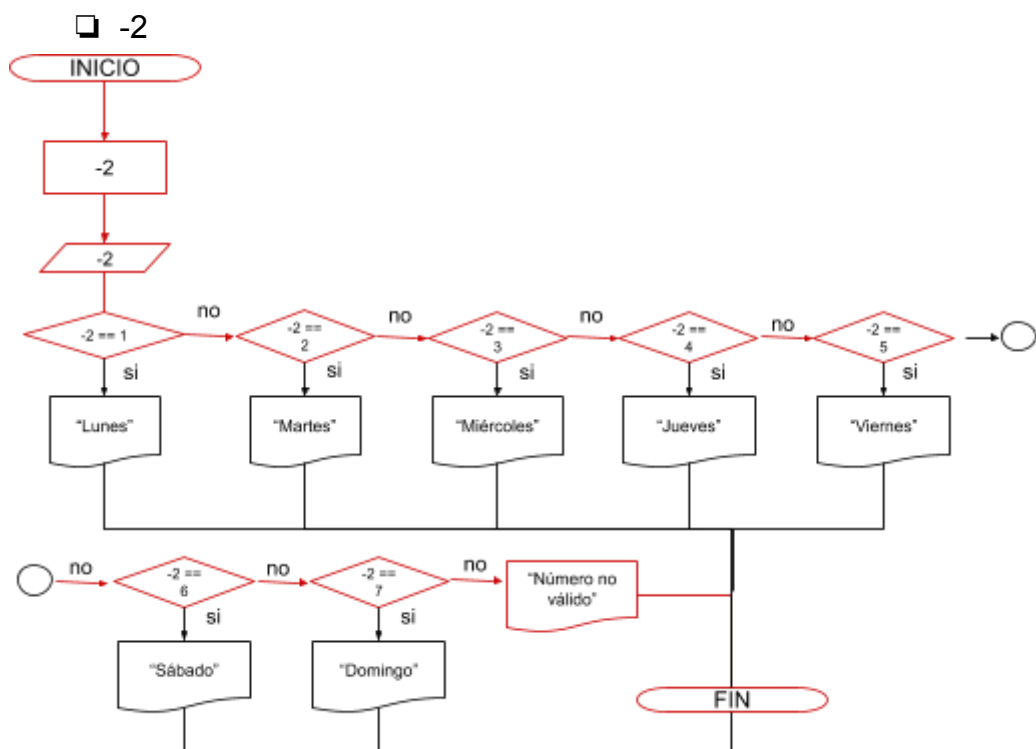 ❑ -2
INICIO
-2
-2
-2 == 1
no
-2 ==
2
no
-2 ==
3
no
-2 ==
4
no
-2 ==
5
si
si
si
si
si
"Lunes"
"Martes"
"Miércoles"
"Jueves"
"Viernes"
no
-2 ==
6
no
-2 ==
7
no
"Número no
válido"
si
si
"Sábado"
"Domingo"
FIN